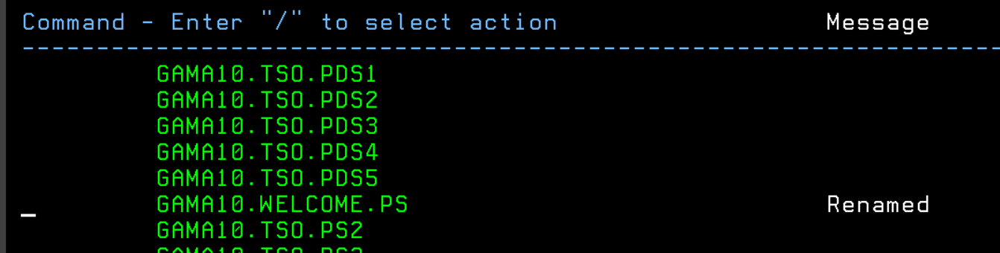 Command - Enter "/" to select action Message
------------------------------------------------------------------
GAMA10.TSO.PDS1
GAMA10.TSO.PDS2
GAMA10.TSO.PDS3
GAMA10.TSO.PDS4
GAMA10.TSO.PDS5
GAMA10.WELCOME.PS Renamed
GAMA10.TSO.PS2